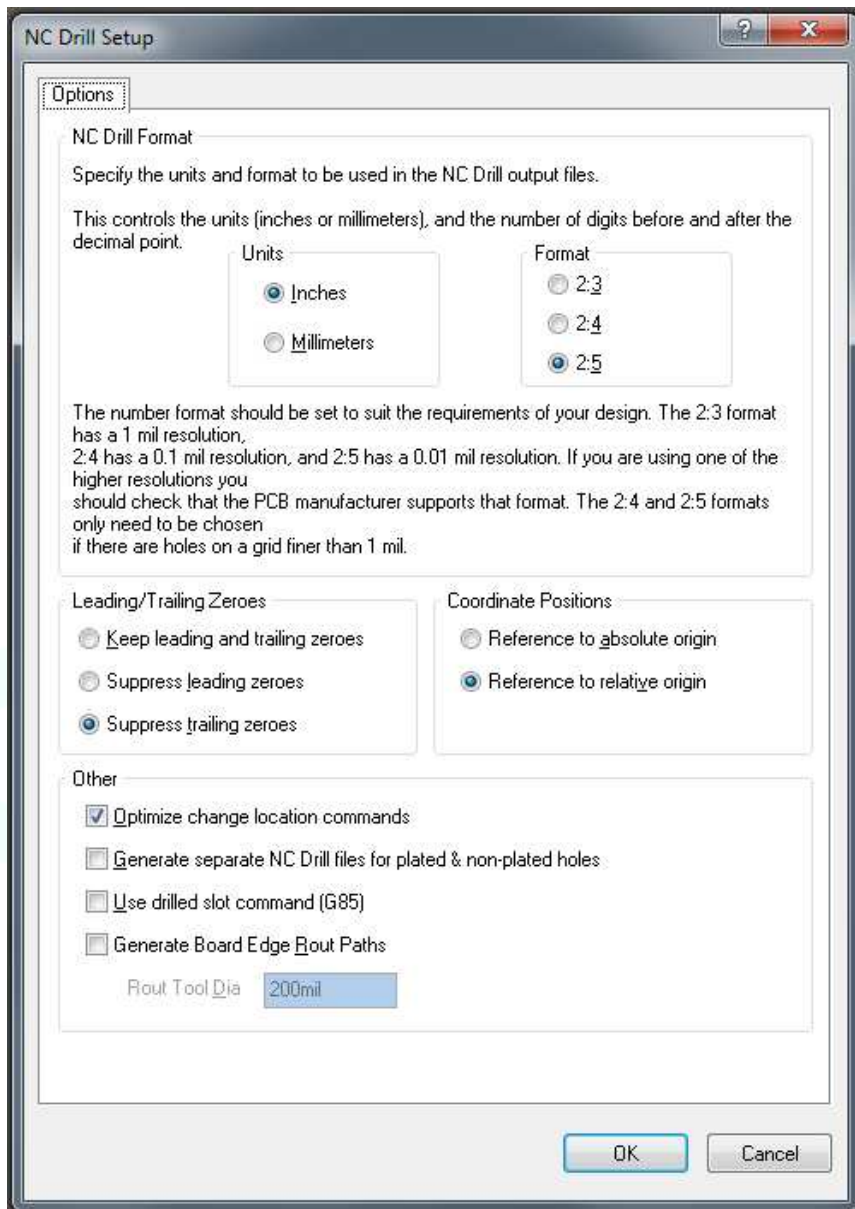 NC Drill Setup
Options
NC Drill Format
Specify the units and format to be used in the NC Drill output files.
This controls the units (inches or millimeters), and the number of digits before and after the
decimal point.
Units
Format
Inches
2:3
Millimeters
2:4
2:5
The number format should be set to suit the requirements of your design. The 2:3 format
has a 1 mil resolution,
2:4 has a 0.1 mil resolution, and 2:5 has a 0.01 mil resolution. If you are using one of the
higher resolutions you
should check that the PCB manufacturer supports that format. The 2:4 and 2:5 formats
only need to be chosen
if there are holes on a grid finer than 1 mil.
Leading/Trailing Zeroes
Keep leading and trailing zeroes
Suppress leading zeroes
Suppress trailing zeroes
Coordinate Positions
Reference to absolute origin
Reference to relative origin
Other
Optimize change location commands
Generate separate NC Drill files for plated & non-plated holes
Use drilled slot command (G85)
Generate Board Edge Rout Paths
Rout Tool Dia 200mil
OK Cancel